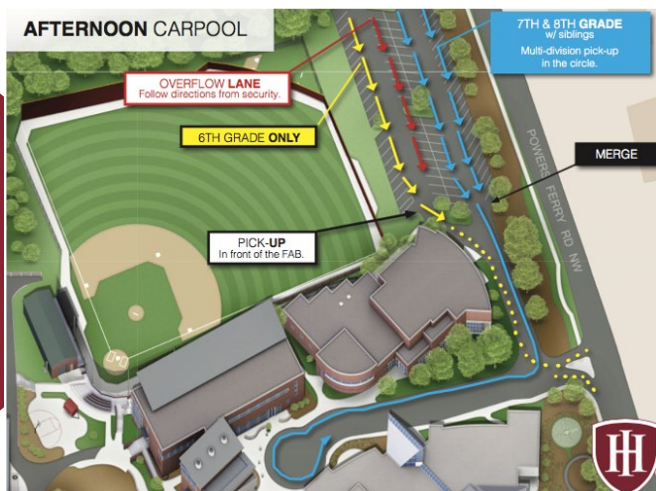 AFTERNOON CARPOOL
7TH & 8TH GRADE
w/ siblings
Multi-division pick-up
in the circle.
OVERFLOW LANE
Follow directions from security.
6TH GRADE ONLY
MERGE
POWERS FERRY RD NW
PICK-UP
In front of the FAB.
HI